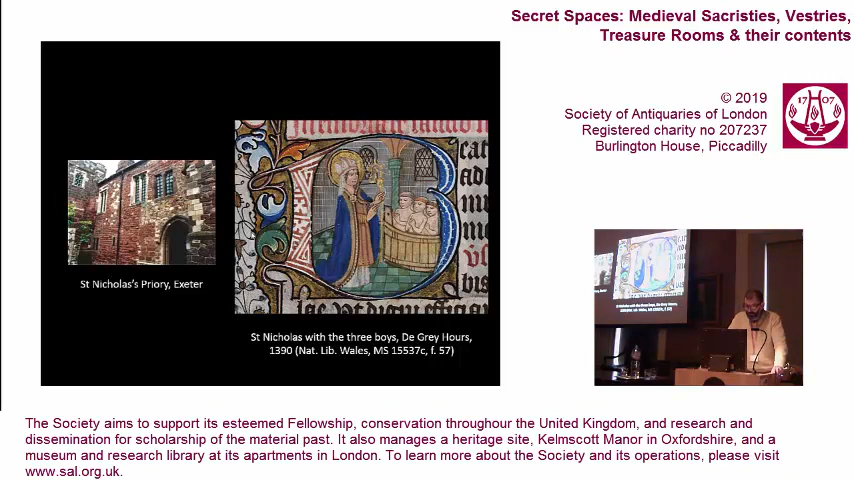 Secret Spaces: Medieval Sacristies, Vestries,
Treasure Rooms & their contents
© 2019
Society of Antiquaries of London
Registered charity no 207237
Burlington House, Piccadilly
1707
St Nicholas's Priory, Exeter
St Nicholas with the three boys, De Grey Hours,
1390 (Nat. Lib. Wales, MS 15537c, f. 57)
The Society aims to support its esteemed Fellowship, conservation throughour the United Kingdom, and research and
dissemination for scholarship of the material past. It also manages a heritage site, Kelmscott Manor in Oxfordshire, and a
museum and research library at its apartments in London. To learn more about the Society and its operations, please visit
www.sal.org.uk.